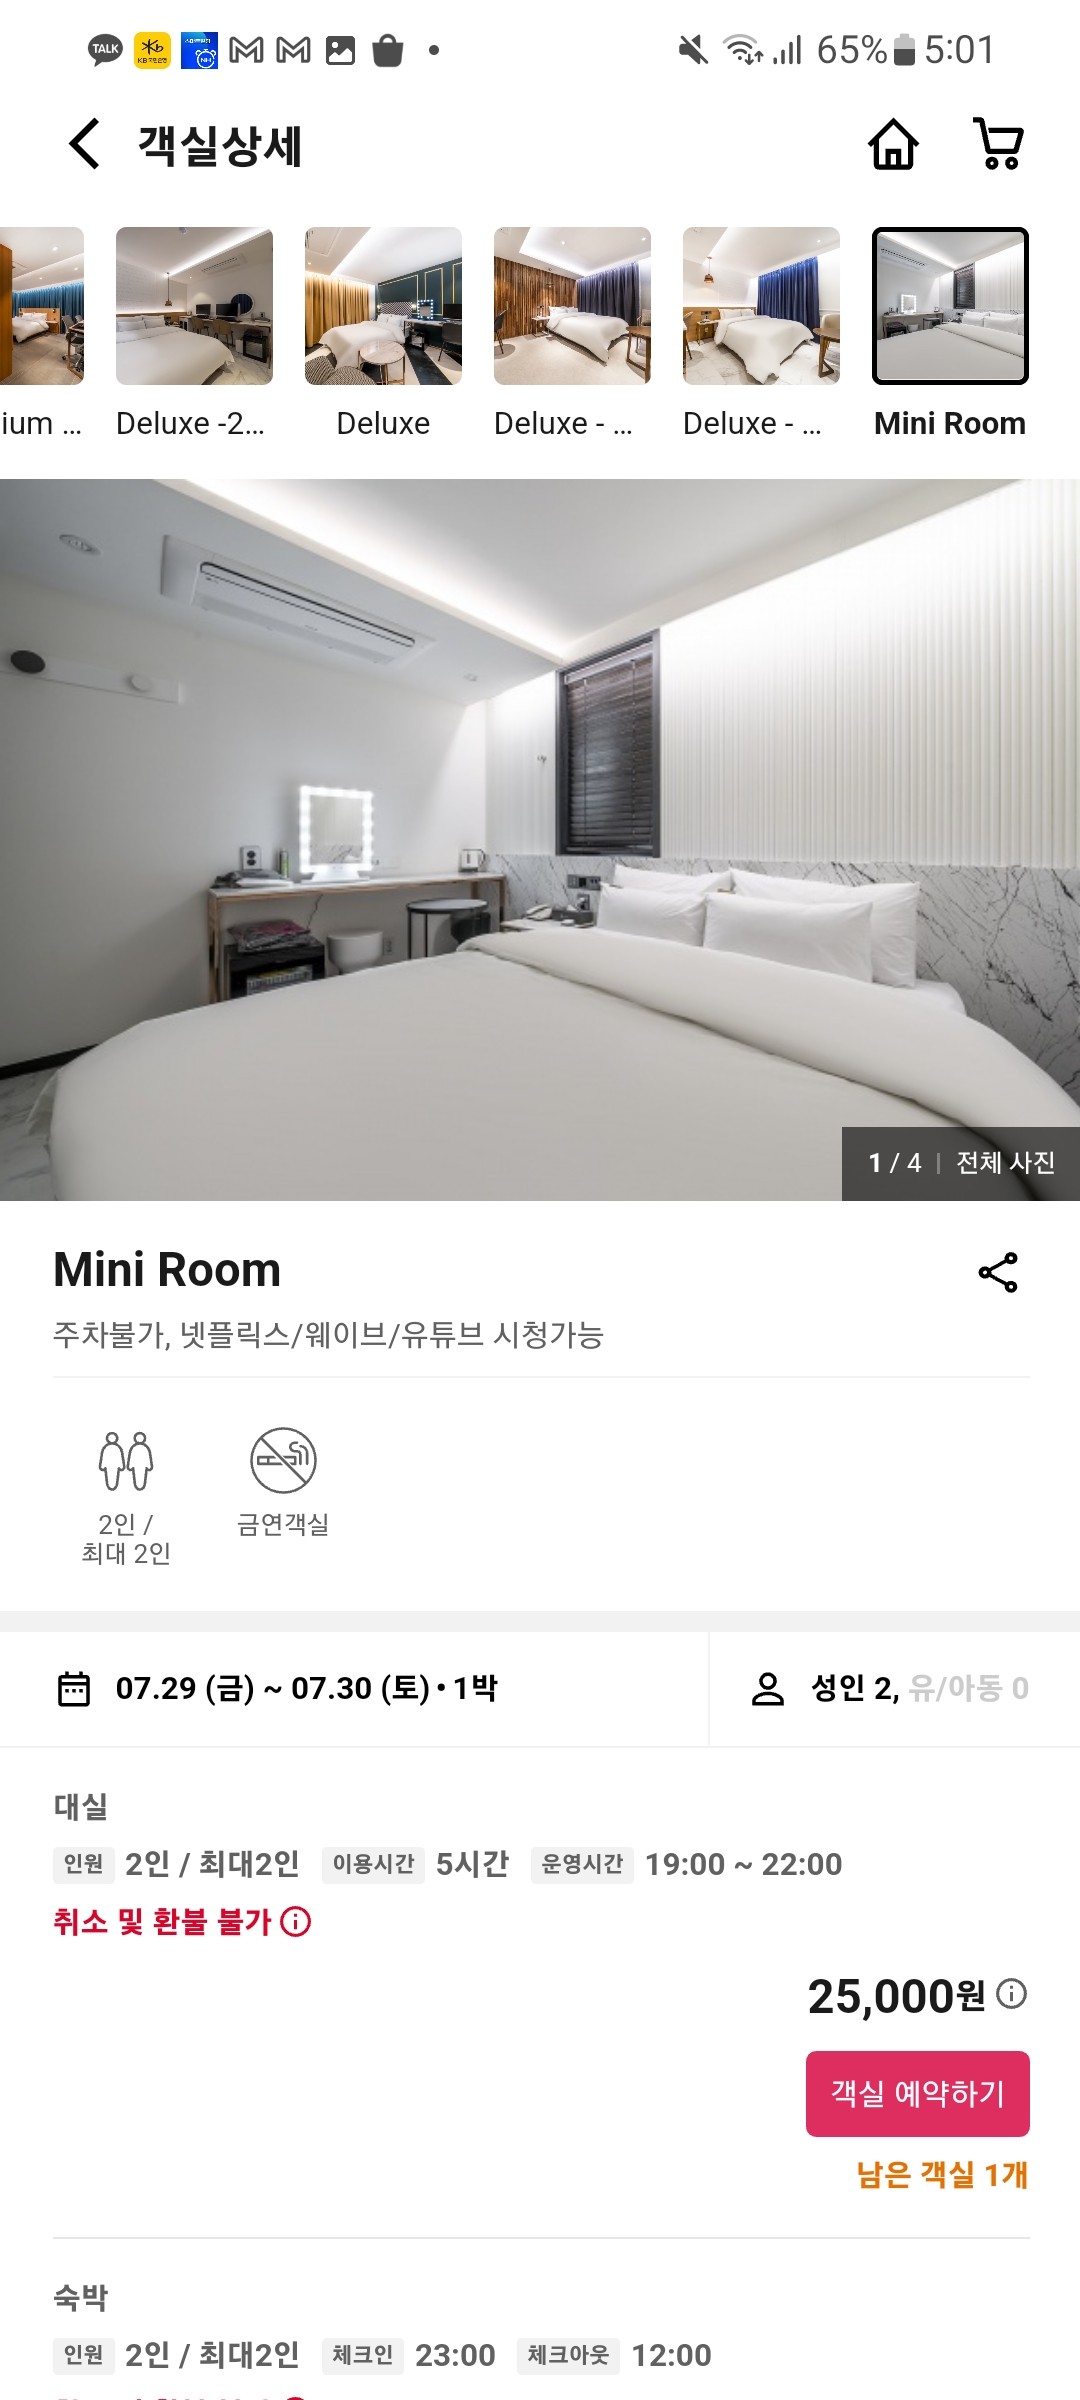 TALK
65% 5:01
객실상세
ium ...
Deluxe -2...
Deluxe
Deluxe - ...
Deluxe - ...
Mini Room
1 / 4 | 전체 사진
Mini Room
주차불가, 넷플릭스/웨이브/유튜브 시청가능
2인 /
최대 2인
금연객실
07.29 (금) ~ 07.30 (토) • 1박
성인 2, 유/아동 0
대실
인원 2인 / 최대2인 이용시간 5시간 운영시간 19:00 ~ 22:00
취소 및 환불 불가
25,000원
객실 예약하기
남은 객실 1개
숙박
인원 2인 / 최대2인 체크인 23:00 체크아웃 12:00